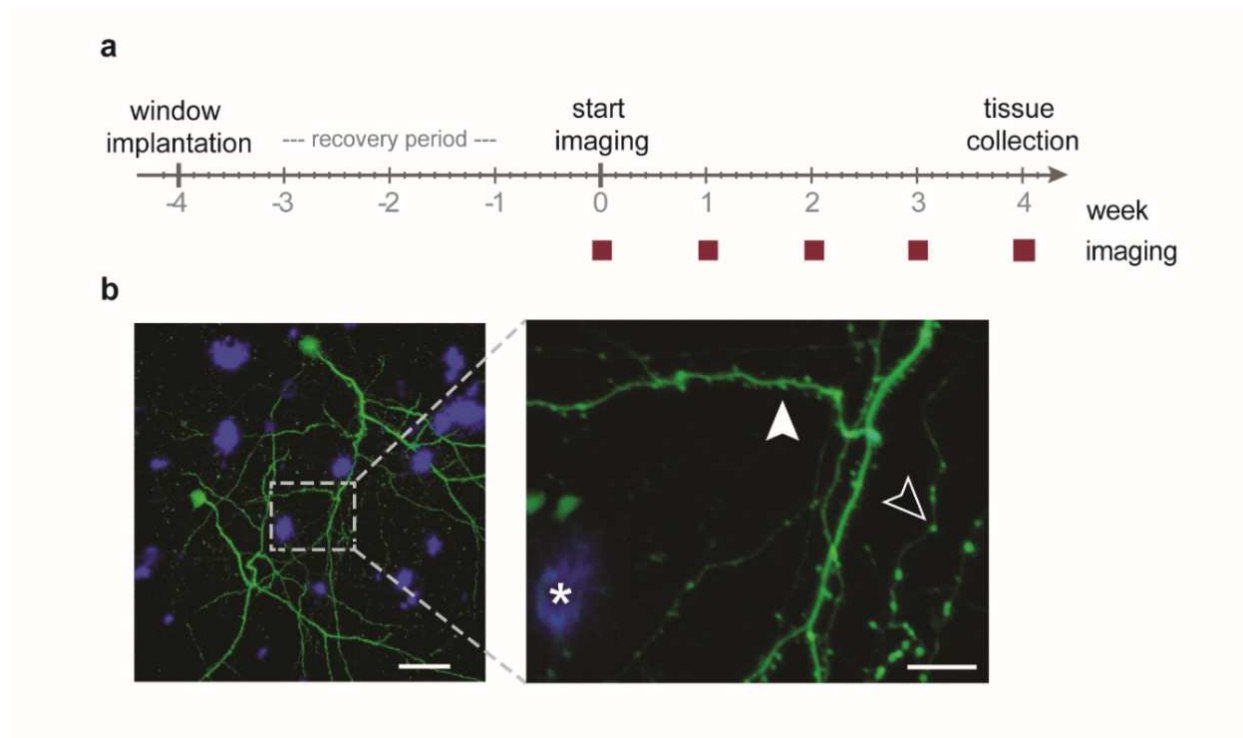 a
window
implantation
--- recovery period ---
start
imaging
tissue
collection
-4 -3 -2 -1 0 1 2 3 4
week
imaging
b
*